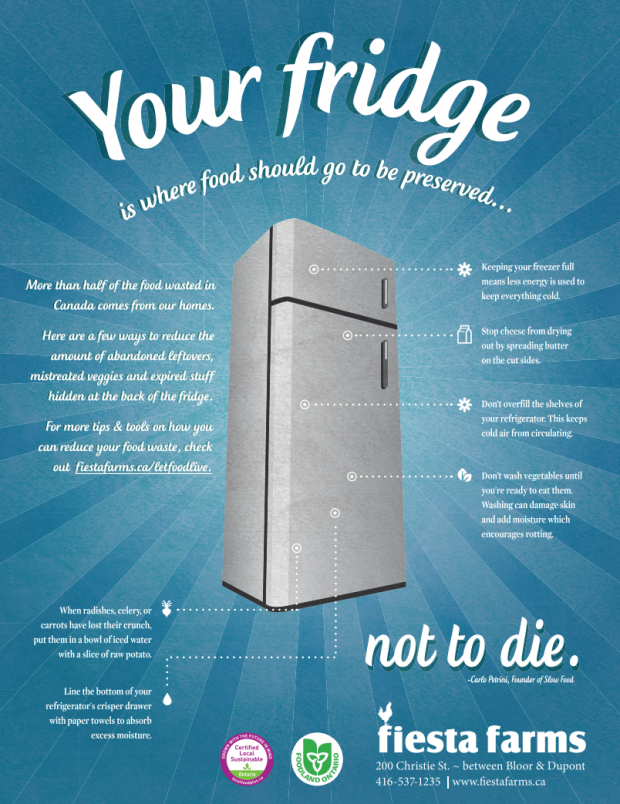 Your fridge
is where food should go to be preserved...
More than half of the food wasted in
Canada comes from our homes.
Here are a few ways to reduce the
amount of abandoned leftovers,
mistreated veggies and expired stuff
hidden at the back of the fridge.
For more tips & tools on how you
can reduce your food waste, check
out fiestafarms.ca/letfoodlive.
Keeping your freezer full
means less energy is used to
keep everything cold.
Stop cheese from drying
out by spreading butter
on the cut sides.
Don't overfill the shelves of
your refrigerator. This keeps
cold air from circulating.
Don't wash vegetables until
you're ready to eat them.
Washing can damage skin
and add moisture which
encourages rotting.
When radishes, celery, or
carrots have lost their crunch,
put them in a bowl of iced water
with a slice of raw potato.
Line the bottom of your
refrigerator's crisper drawer
with paper towels to absorb
excess moisture.
not to die.
-Carlo Petrini, Founder of Slow Food
GROWN WITH THE FUTURE IN MIND
Certified
Local
Sustainable
Ontario
FOODLAND ONTARIO
fiesta farms
200 Christie St. ~ between Bloor & Dupont
416-537-1235 | www.fiestafarms.ca